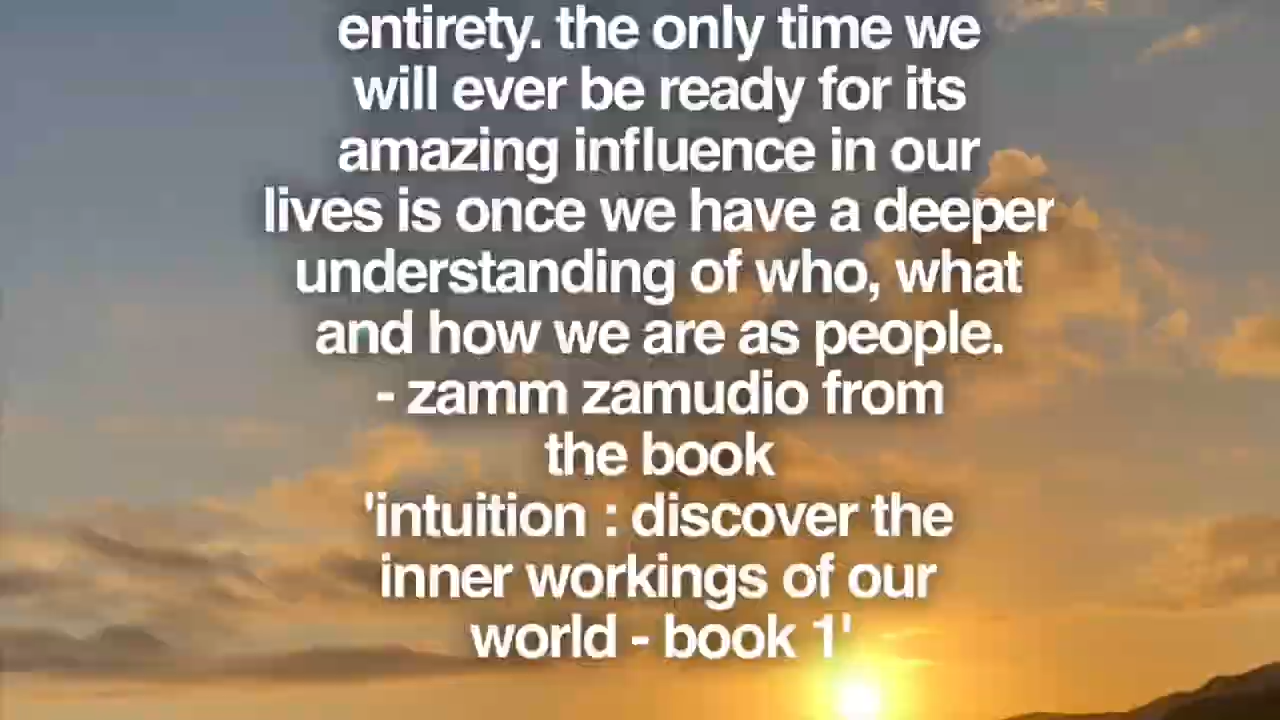 entirety. the only time we
will ever be ready for its
amazing influence in our
lives is once we have a deeper
understanding of who, what
and how we are as people.
- zamm zamudio from
the book
'intuition : discover the
inner workings of our
world - book 1'